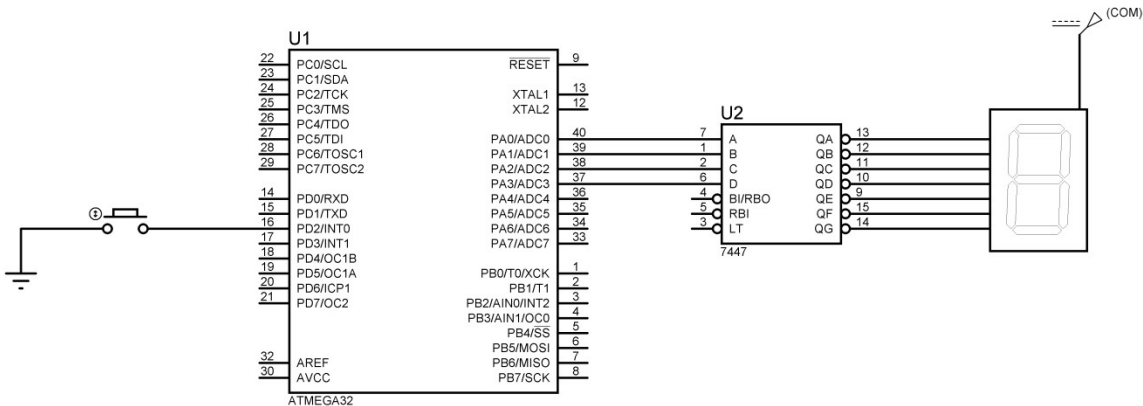 (COM)
U1
22 PC0/SCL
23 PC1/SDA
24 PC2/TCK
25 PC3/TMS
26 PC4/TDO
27 PC5/TDI
28 PC6/TOSC1
29 PC7/TOSC2
14 PD0/RXD
15 PD1/TXD
16 PD2/INT0
17 PD3/INT1
18 PD4/OC1B
19 PD5/OC1A
20 PD6/ICP1
21 PD7/OC2
32 AREF
30 AVCC
RESET 9
XTAL1 13
XTAL2 12
PA0/ADC0 40
PA1/ADC1 39
PA2/ADC2 38
PA3/ADC3 37
PA4/ADC4 36
PA5/ADC5 35
PA6/ADC6 34
PA7/ADC7 33
PB0/T0/XCK 1
PB1/T1 2
PB2/AIN0/INT2 3
PB3/AIN1/OC0 4
PB4/SS 5
PB5/MOSI 6
PB6/MISO 7
PB7/SCK 8
ATMEGA32
U2
7 A
1 B
2 C
6 D
4 BI/RBO
5 RBI
3 LT
QA 13
QB 12
QC 11
QD 10
QE 9
QF 15
QG 14
7447